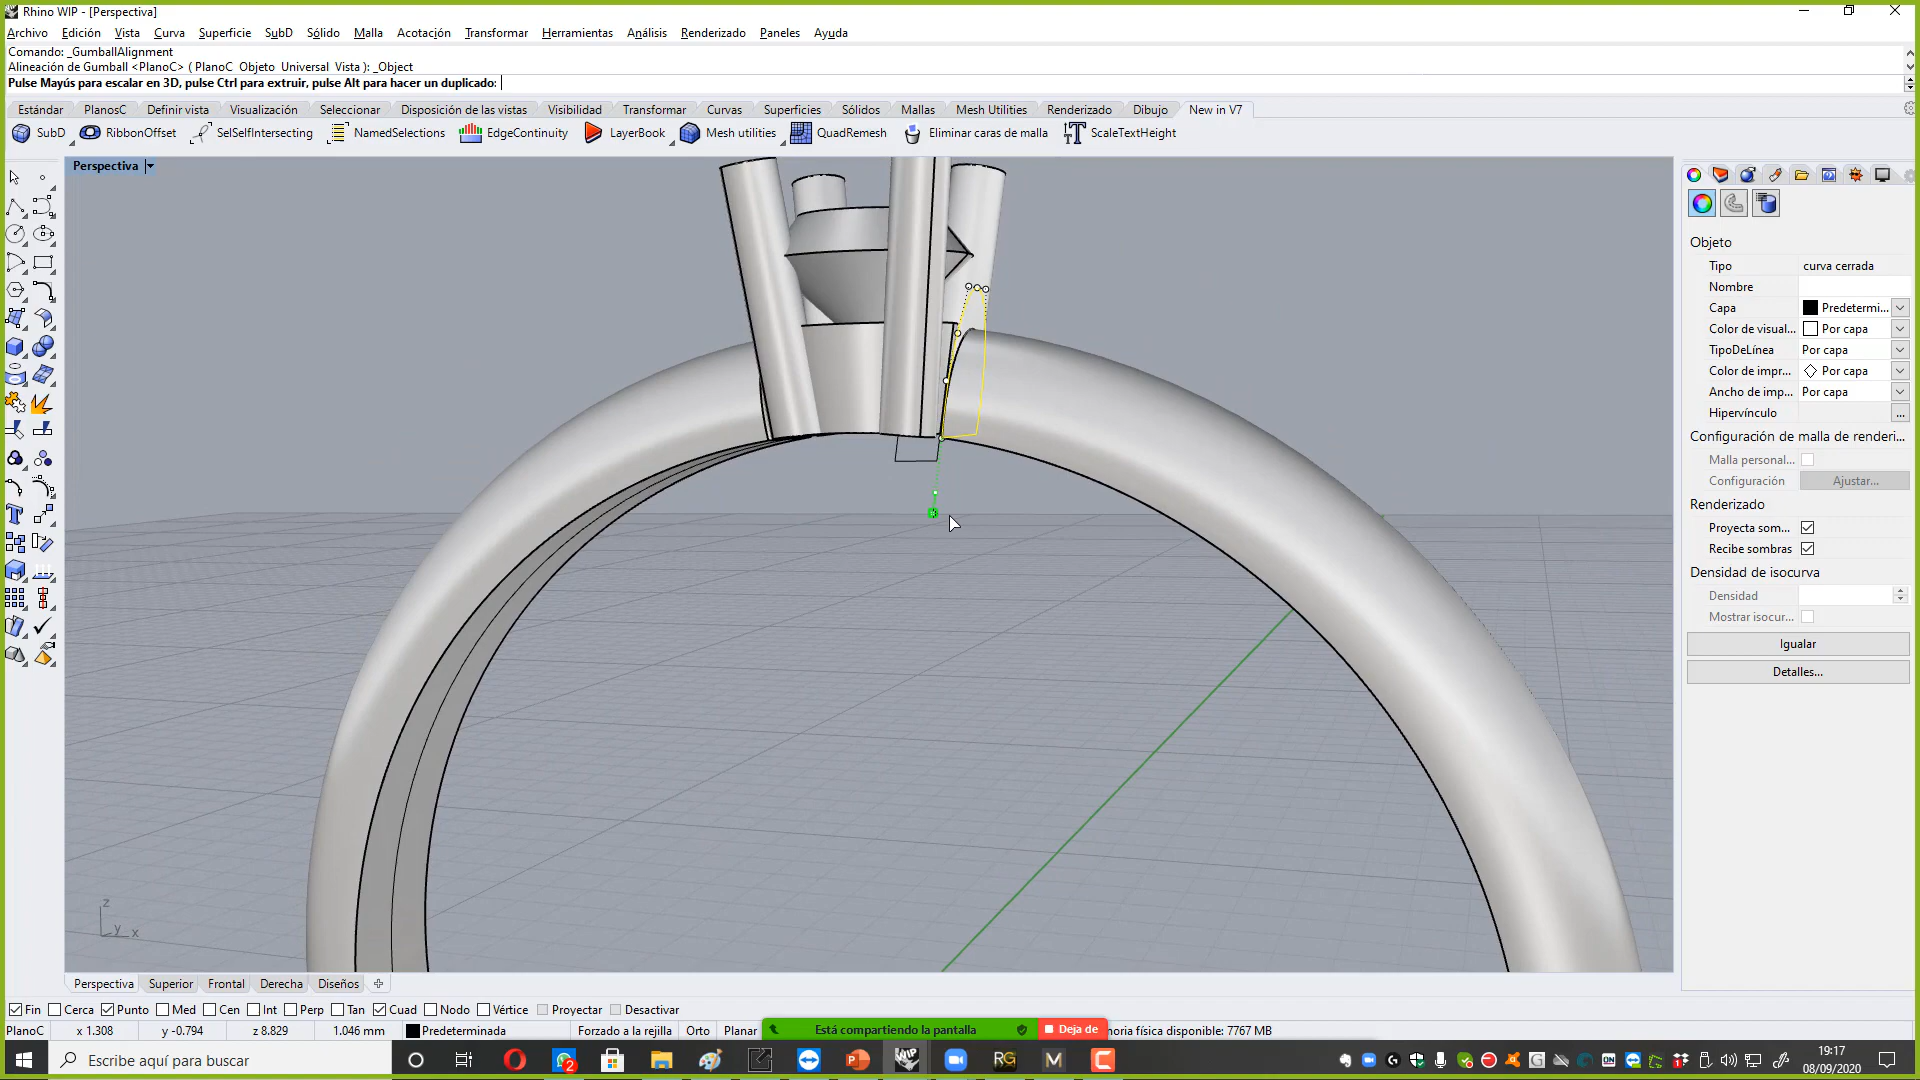 Rhino WIP - [Perspectiva]
Archivo Edición Vista Curva Superficie SubD Sólido Malla Acotación Transformar Herramientas Análisis Renderizado Paneles Ayuda
Comando: _GumballAlignment
Alineación de Gumball <PlanoC> ( PlanoC Objeto Universal Vista ): _Object
Pulse Mayús para escalar en 3D, pulse Ctrl para extruir, pulse Alt para hacer un duplicado:
Estándar PlanosC Definir vista Visualización Seleccionar Disposición de las vistas Visibilidad Transformar Curvas Superficies Sólidos Mallas Mesh Utilities Renderizado Dibujo New in V7
SubD RibbonOffset SelSelfIntersecting NamedSelections EdgeContinuity LayerBook Mesh utilities QuadRemesh Eliminar caras de malla ScaleTextHeight
Perspectiva
Objeto
Tipo curva cerrada
Nombre
Capa Predetermi...
Color de visual... Por capa
TipoDeLínea Por capa
Color de impr... Por capa
Ancho de imp... Por capa
Hipervínculo ...
Configuración de malla de renderi...
Malla personal...
Configuración Ajustar...
Renderizado
Proyecta som...
Recibe sombras
Densidad de isocurva
Densidad
Mostrar isocur...
Igualar
Detalles...
z
y x
Perspectiva Superior Frontal Derecha Diseños
Fin Cerca Punto Med Cen Int Perp Tan Cuad Nodo Vértice Proyectar Desactivar
PlanoC x 1.308 y -0.794 z 8.829 1.046 mm Predeterminada Forzado a la rejilla Orto Planar Está compartiendo la pantalla Deja de moria física disponible: 7767 MB
Escribe aquí para buscar
2
WIP
RG
M
ON
19:17
08/09/2020